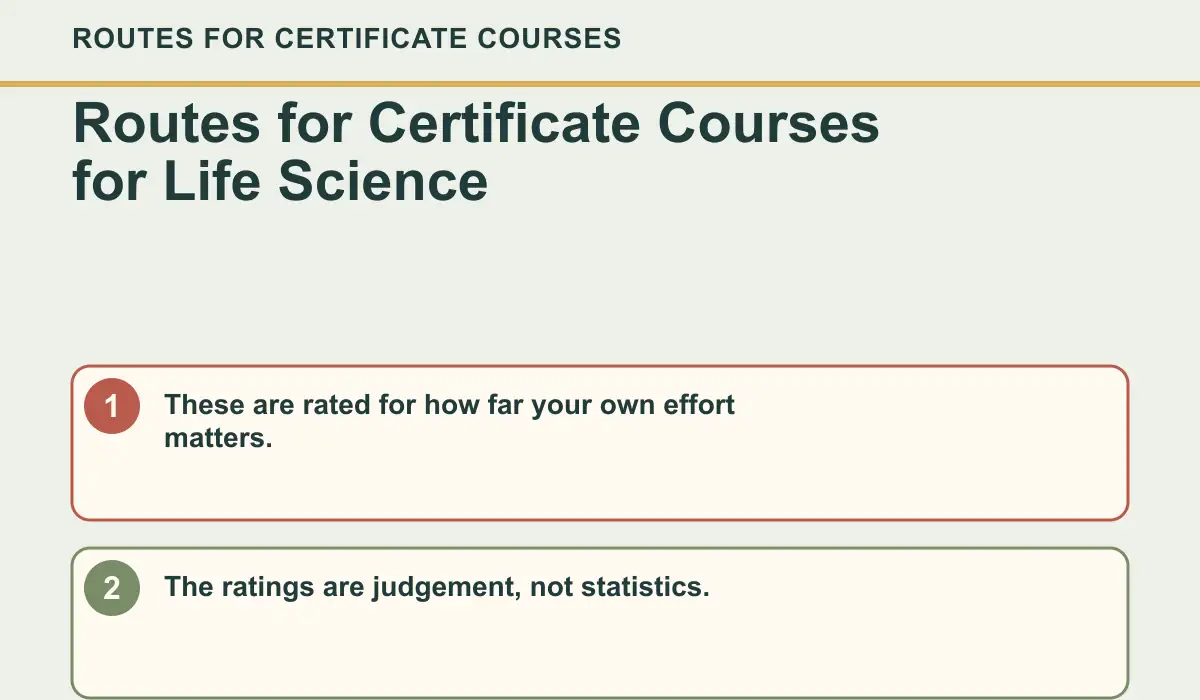 ROUTES FOR CERTIFICATE COURSES
Routes for Certificate Courses
for Life Science
1
These are rated for how far your own effort
matters.
2
The ratings are judgement, not statistics.